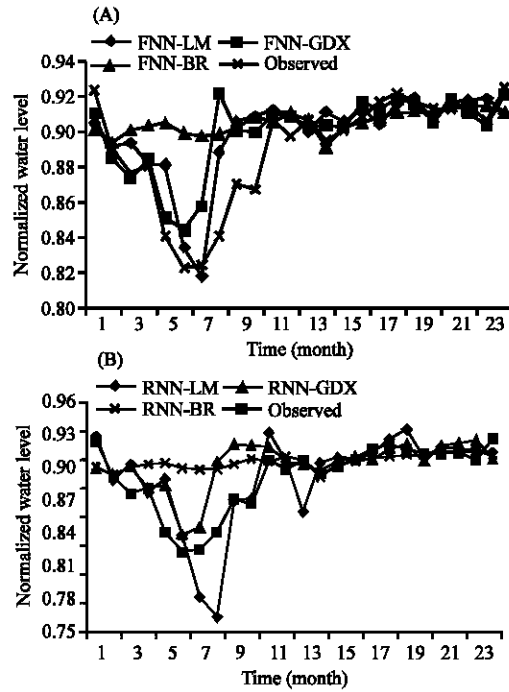 (A)
FNN-LM FNN-GDX
FNN-BR Observed
Normalized water level
0.94
0.92
0.90
0.88
0.86
0.84
0.82
0.80
1 3 5 7 9 11 13 15 17 19 21 23
Time (month)
(B)
RNN-LM RNN-GDX
RNN-BR Observed
Normalized water level
0.96
0.93
0.90
0.87
0.84
0.81
0.78
0.75
1 3 5 7 9 11 13 15 17 19 21 23
Time (month)